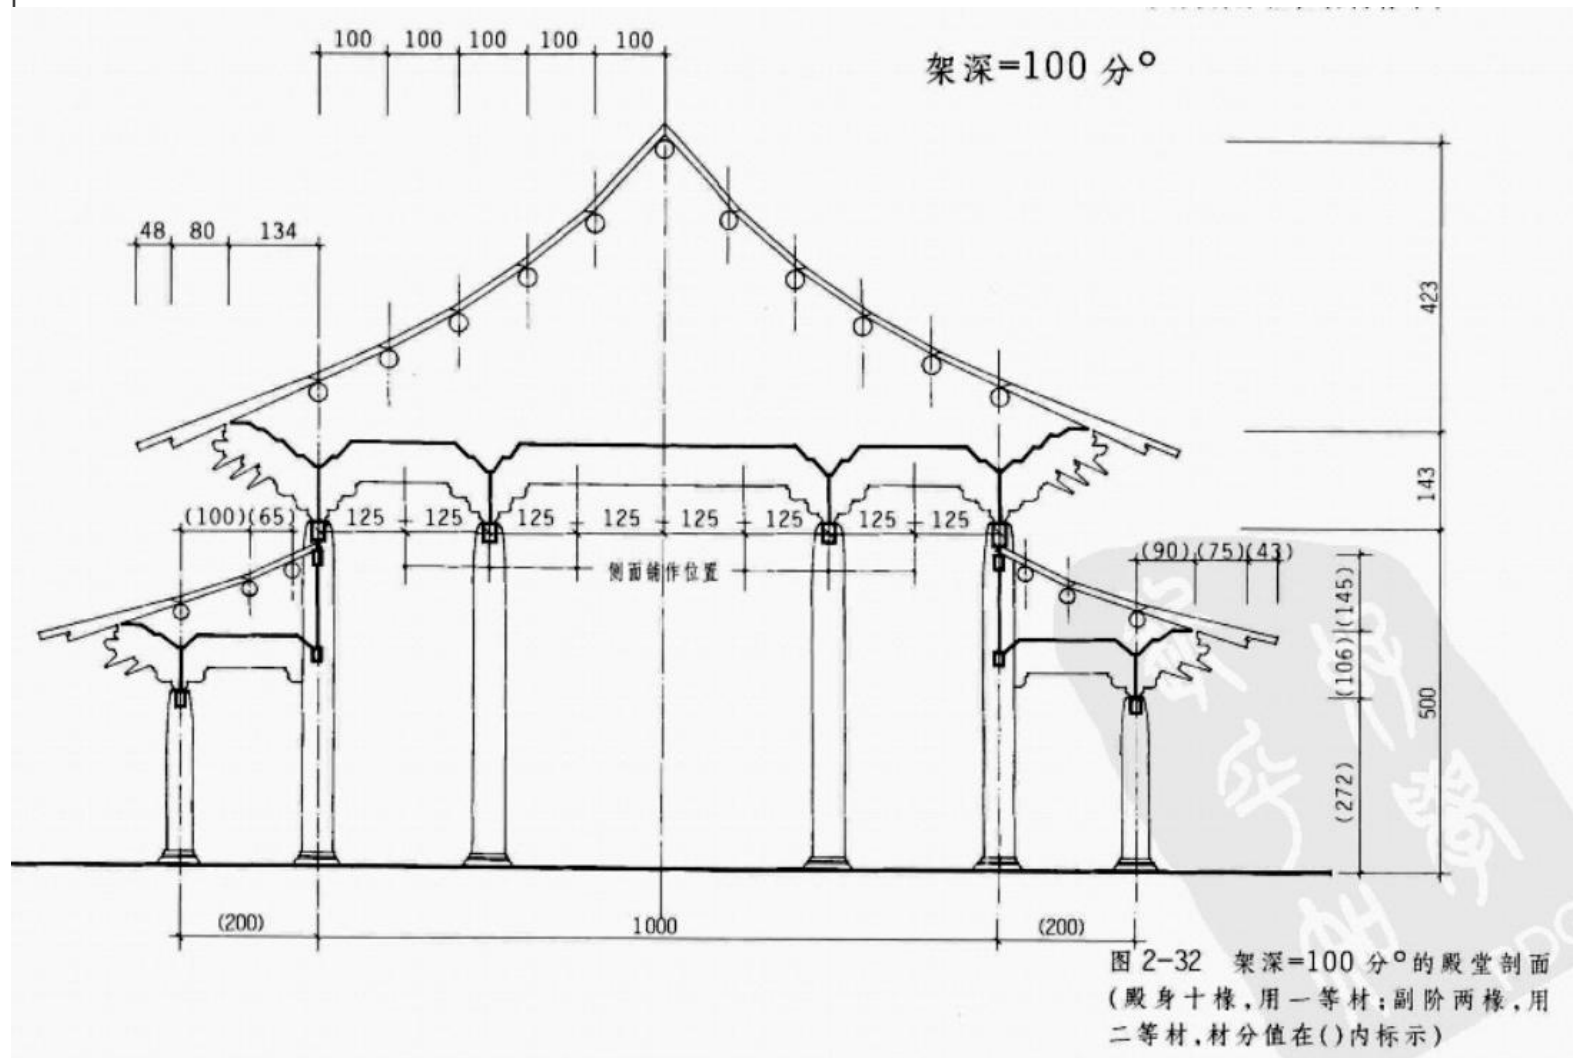 100 100 100 100 100
架深=100 分°
48 80 134
423
143
(100)(65) 125 125 125 125 125 125 125 125
侧面铺作位置
(90)(75)(43)
(145)
(106)
(272)
500
(200) 1000 (200)
图 2-32 架深=100 分°的殿堂剖面
(殿身十椽,用一等材;副阶两椽,用
二等材,材分值在()内标示)